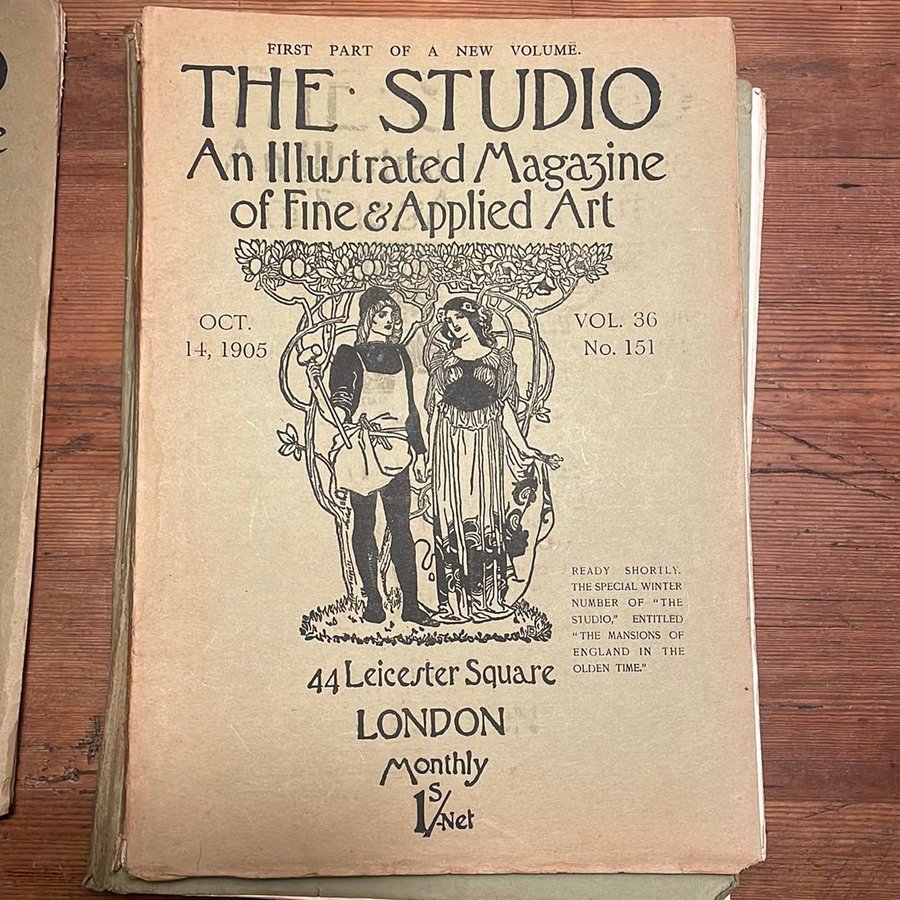 FIRST PART OF A NEW VOLUME.
THE · STUDIO
An Illustrated Magazine
of Fine & Applied Art
OCT.
14, 1905
VOL. 36
No. 151
READY SHORTLY.
THE SPECIAL WINTER
NUMBER OF "THE
STUDIO," ENTITLED
"THE MANSIONS OF
ENGLAND IN THE
OLDEN TIME."
44 Leicester Square
LONDON
Monthly
1s/-Net